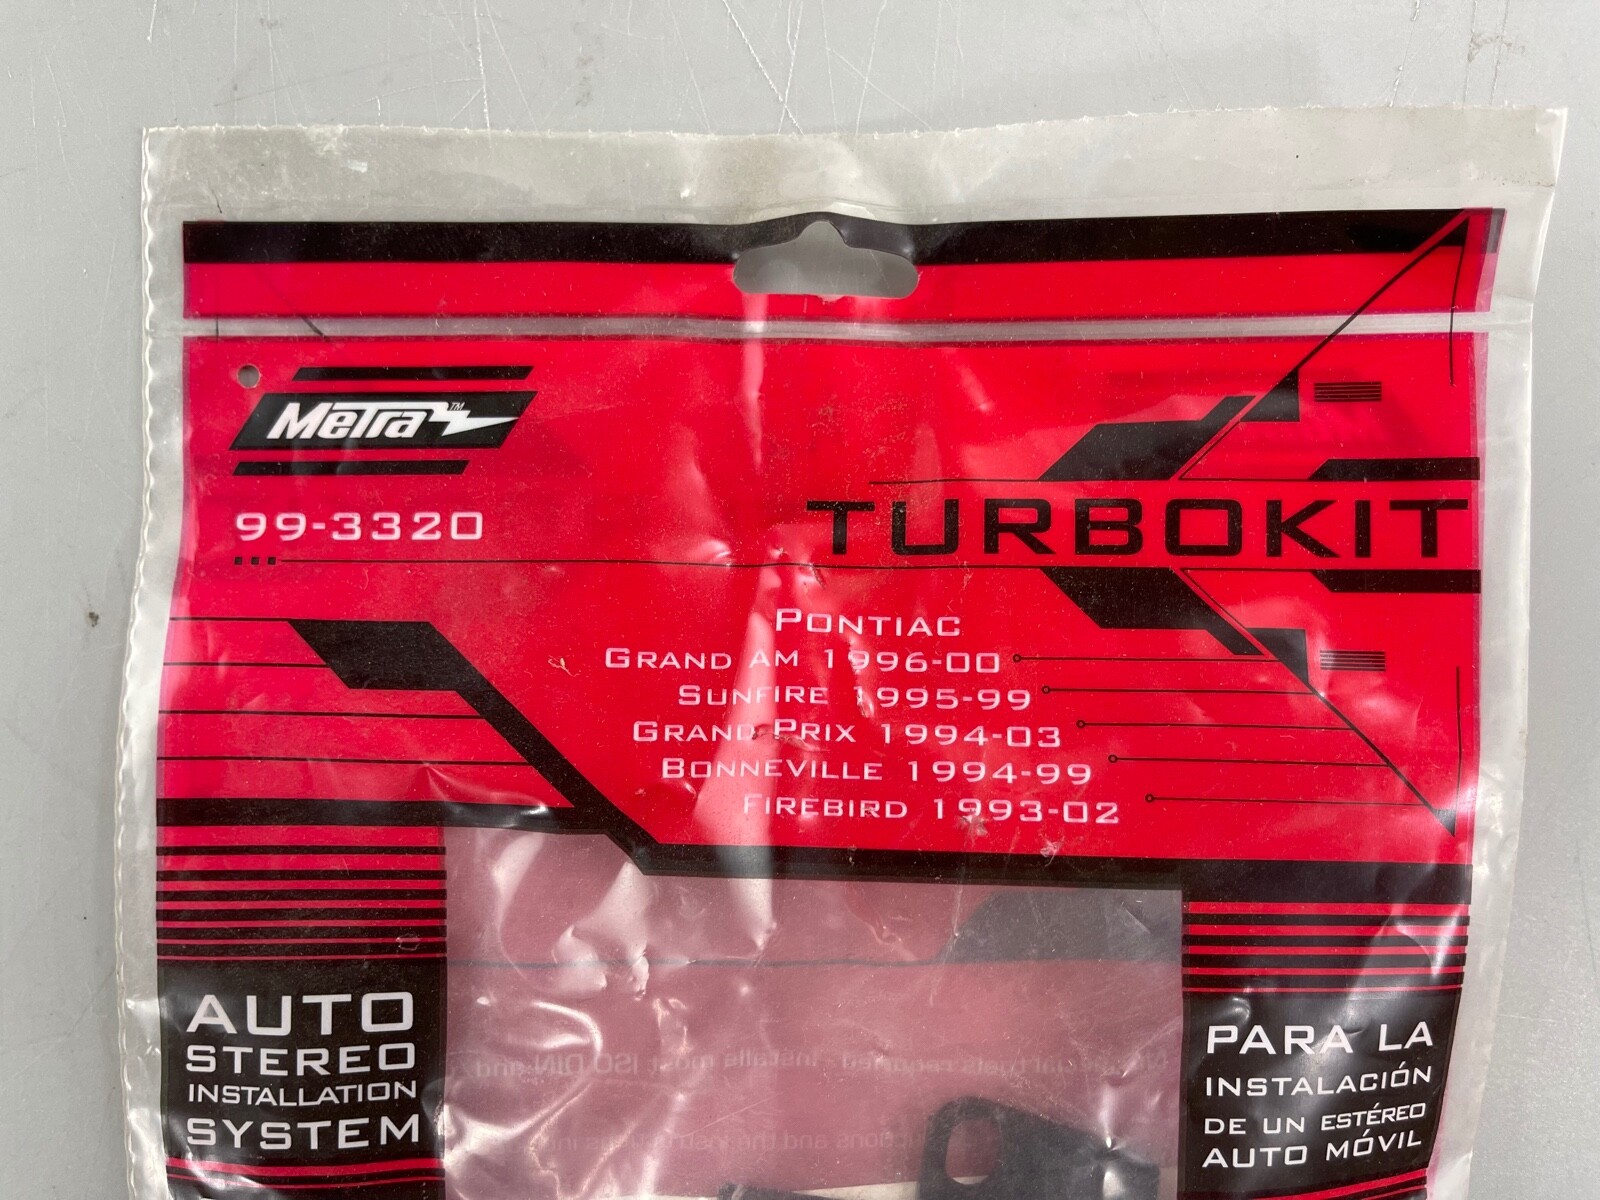 MeTra™
99-3320
TURBOKIT
PONTIAC
GRAND AM 1996-00
SUNFIRE 1995-99
GRAND PRIX 1994-03
BONNEVILLE 1994-99
FIREBIRD 1993-02
AUTO
STEREO
INSTALLATION
SYSTEM
PARA LA
INSTALACIÓN
DE UN ESTÉREO
AUTO MÓVIL